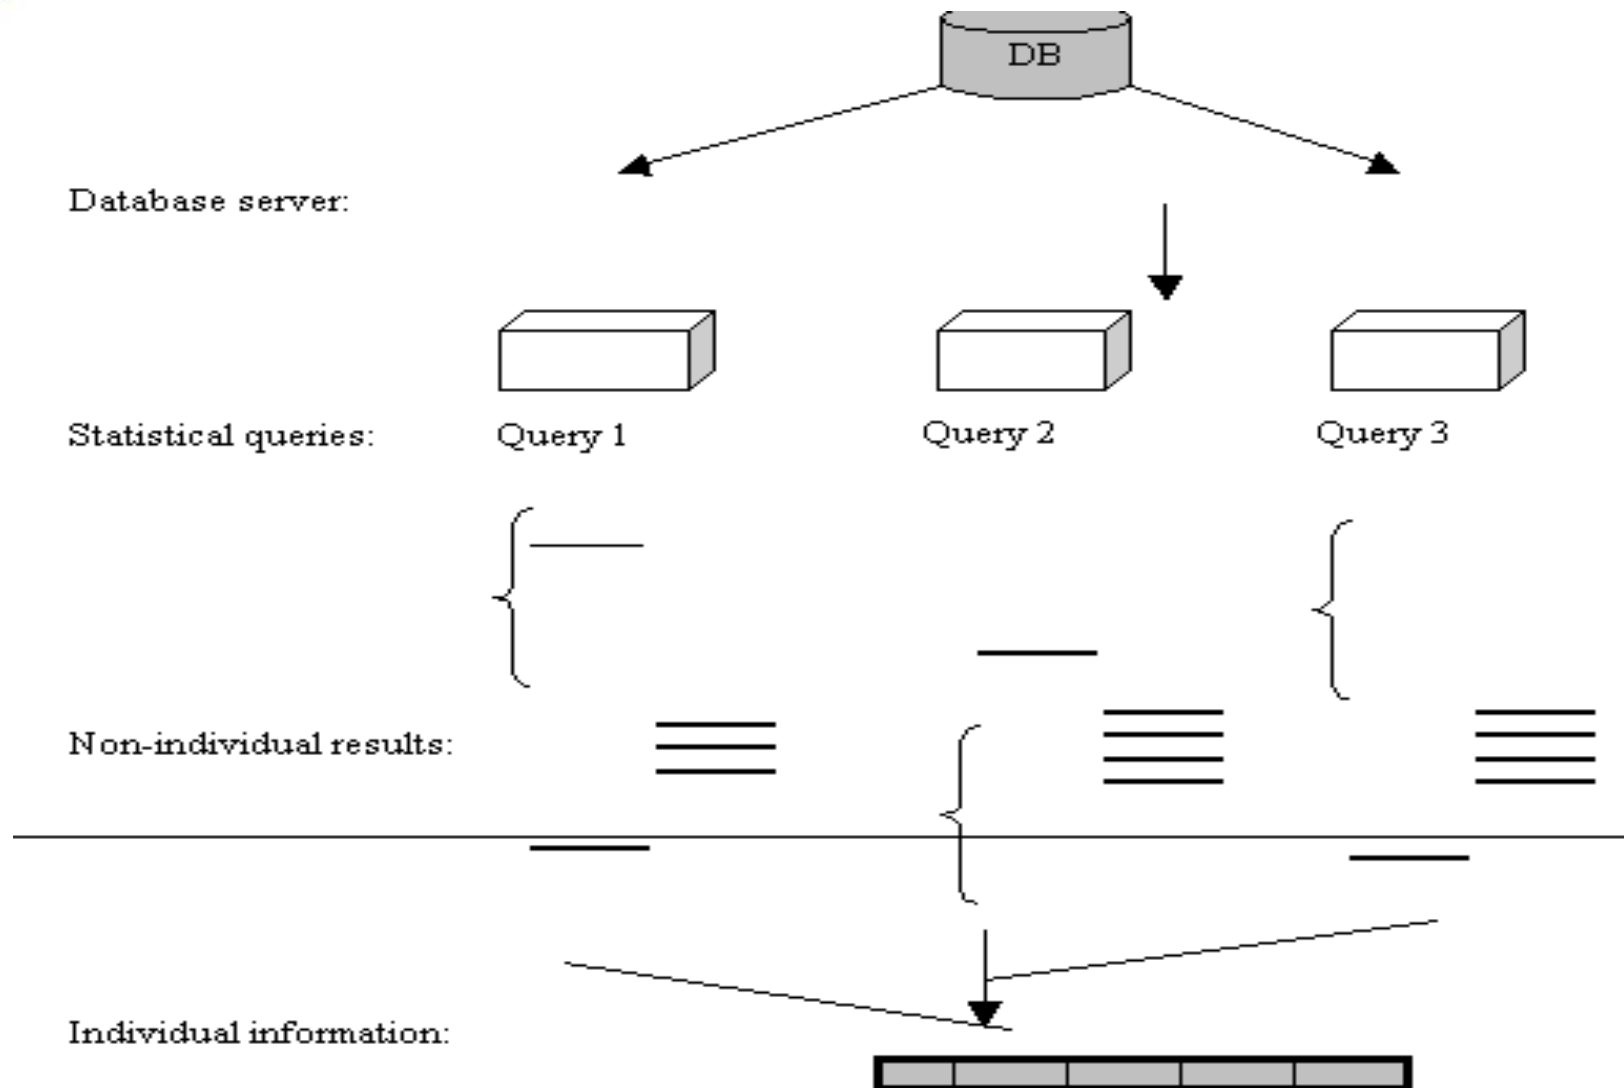 DB
Database server:
Statistical queries: Query 1 Query 2 Query 3
Non-individual results:
Individual information: